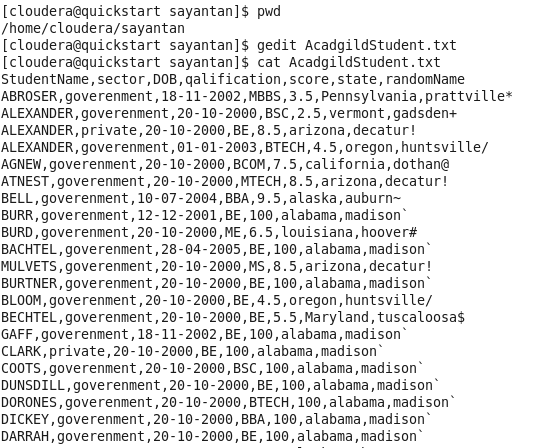 [cloudera@quickstart sayantan]$ pwd
/home/cloudera/sayantan
[cloudera@quickstart sayantan]$ gedit AcadgildStudent.txt
[cloudera@quickstart sayantan]$ cat AcadgildStudent.txt
StudentName,sector,DOB,qalification,score,state,randomName
ABROSER,goverenment,18-11-2002,MBBS,3.5,Pennsylvania,prattville*
ALEXANDER,goverenment,20-10-2000,BSC,2.5,vermont,gadsden+
ALEXANDER,private,20-10-2000,BE,8.5,arizona,decatur!
ALEXANDER,goverenment,01-01-2003,BTECH,4.5,oregon,huntsville/
AGNEW,goverenment,20-10-2000,BCOM,7.5,california,dothan@
ATNEST,goverenment,20-10-2000,MTECH,8.5,arizona,decatur!
BELL,goverenment,10-07-2004,BBA,9.5,alaska,auburn~
BURR,goverenment,12-12-2001,BE,100,alabama,madison`
BURD,goverenment,20-10-2000,ME,6.5,louisiana,hoover#
BACHTEL,goverenment,28-04-2005,BE,100,alabama,madison`
MULVETS,goverenment,20-10-2000,MS,8.5,arizona,decatur!
BURTNER,goverenment,20-10-2000,BE,100,alabama,madison`
BLOOM,goverenment,20-10-2000,BE,4.5,oregon,huntsville/
BECHTEL,goverenment,20-10-2000,BE,5.5,Maryland,tuscaloosa$
GAFF,goverenment,18-11-2002,BE,100,alabama,madison`
CLARK,private,20-10-2000,BE,100,alabama,madison`
COOTS,goverenment,20-10-2000,BSC,100,alabama,madison`
DUNSDILL,goverenment,20-10-2000,BE,100,alabama,madison`
DORONES,goverenment,20-10-2000,BTECH,100,alabama,madison`
DICKEY,goverenment,20-10-2000,BBA,100,alabama,madison`
DARRAH,goverenment,20-10-2000,BE,100,alabama,madison`